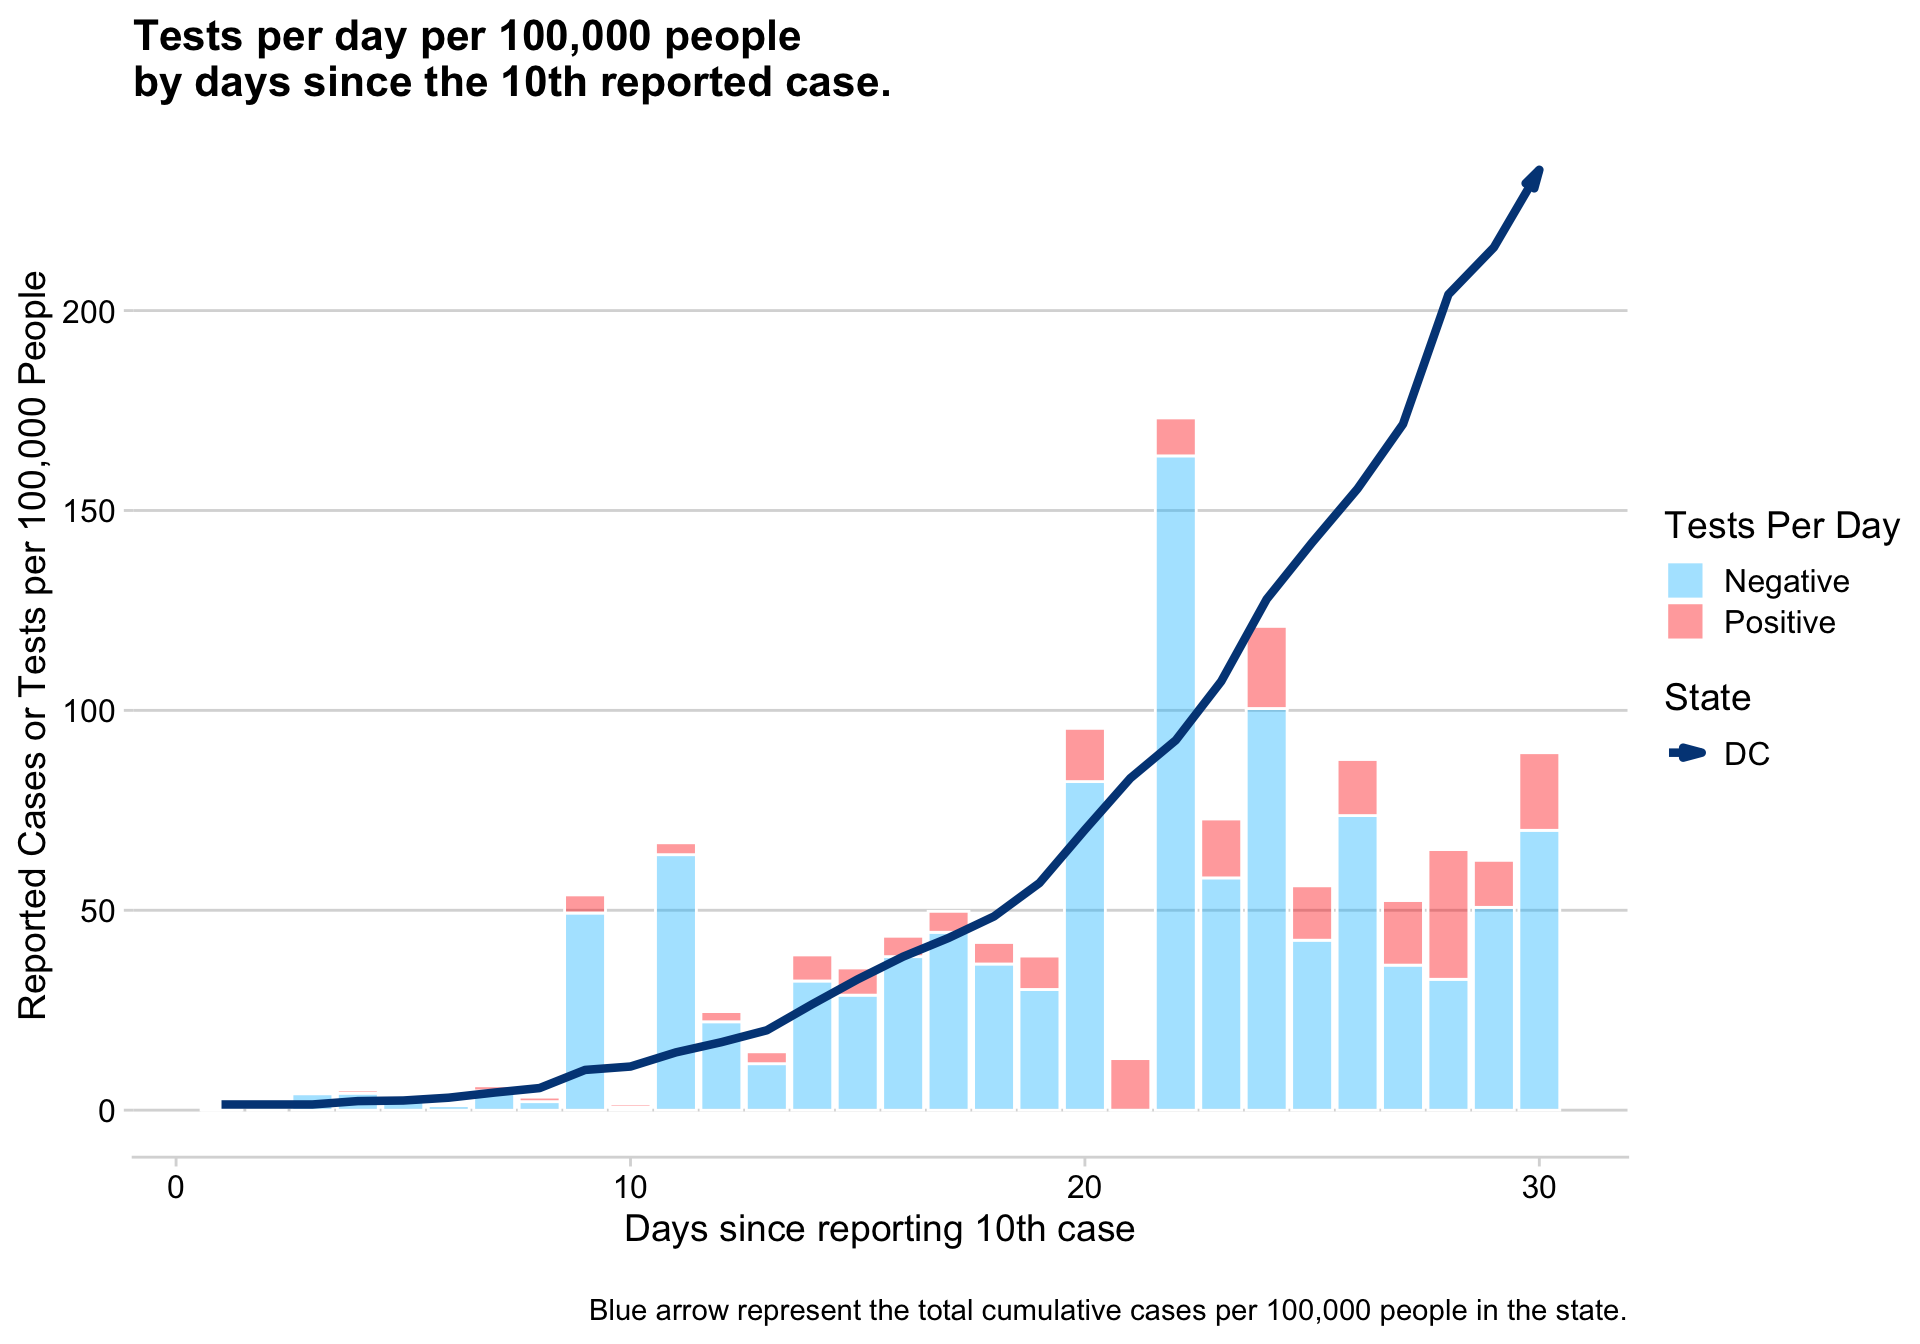 Tests per day per 100,000 people
by days since the 10th reported case.
Reported Cases or Tests per 100,000 People
200
150
100
50
0
0
10
20
30
Days since reporting 10th case
Tests Per Day
Negative
Positive
State
DC
Blue arrow represent the total cumulative cases per 100,000 people in the state.